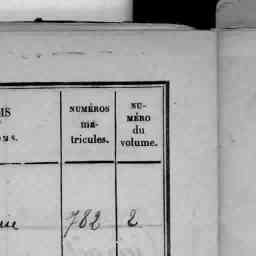 NUMÉROS
ma-
tricules.
NU-
MÉRO
du
volume.
782 2